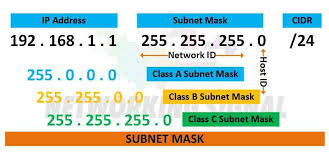 IP Address Subnet Mask CIDR
192 . 168 . 1 . 1 255 . 255 . 255 . 0 /24
Network ID
Host ID
255 . 0 . 0 . 0 Class A Subnet Mask
255 . 255 . 0 . 0 Class B Subnet Mask
255 . 255 . 255 . 0 Class C Subnet Mask
SUBNET MASK